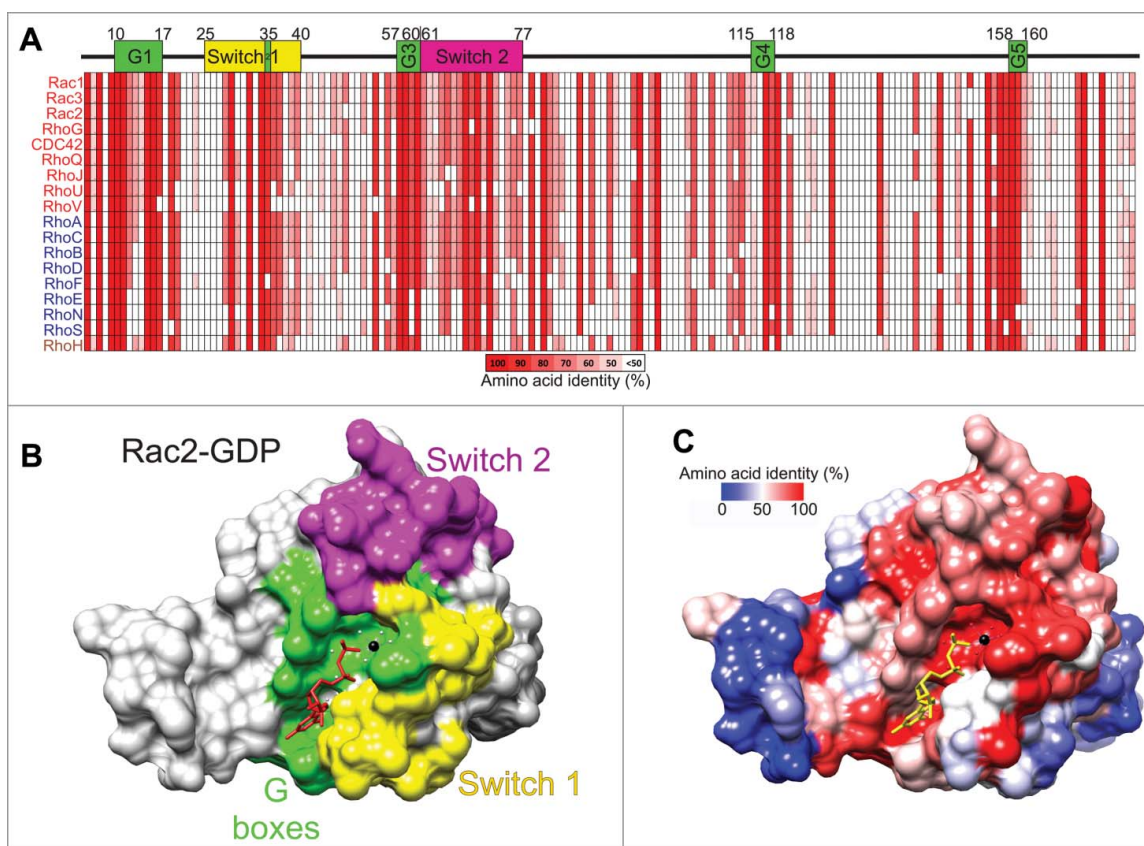 A
10 17 25 35 40 57 60 61 77 115 118 158 160
G1 Switch 1 2 G3 Switch 2 G4 G5
Rac1
Rac3
Rac2
RhoG
CDC42
RhoQ
RhoJ
RhoU
RhoV
RhoA
RhoC
RhoB
RhoD
RhoF
RhoE
RhoN
RhoS
RhoH
100 90 80 70 60 50 <50
Amino acid identity (%)
B
Rac2-GDP
Switch 2
Switch 1
G
boxes
C
Amino acid identity (%)
0 50 100